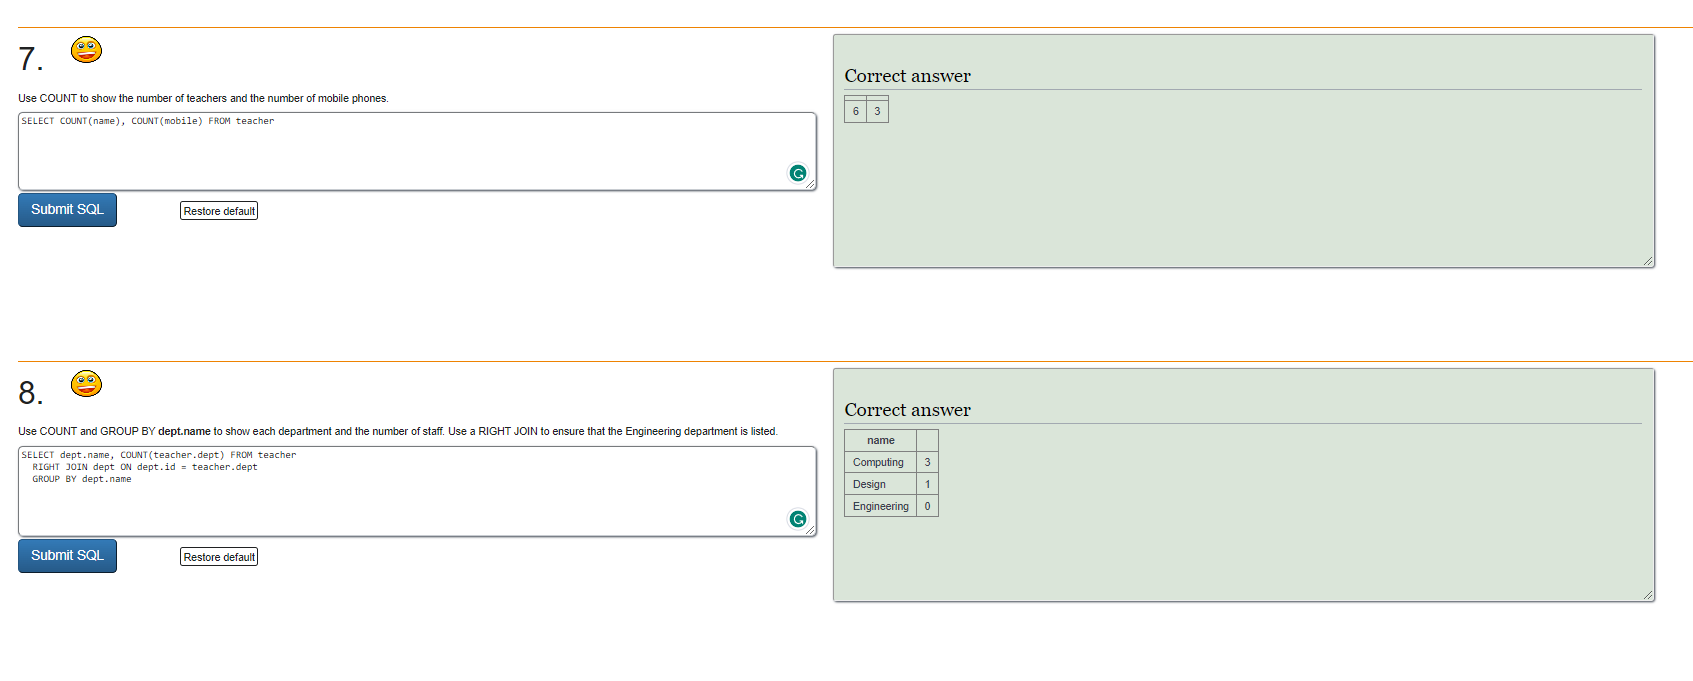 7.
Use COUNT to show the number of teachers and the number of mobile phones.
SELECT COUNT(name), COUNT(mobile) FROM teacher
Submit SQL
Restore default
Correct answer
6 3
8.
Use COUNT and GROUP BY dept.name to show each department and the number of staff. Use a RIGHT JOIN to ensure that the Engineering department is listed.
SELECT dept.name, COUNT(teacher.dept) FROM teacher
RIGHT JOIN dept ON dept.id = teacher.dept
GROUP BY dept.name
Submit SQL
Restore default
Correct answer
name
Computing 3
Design 1
Engineering 0